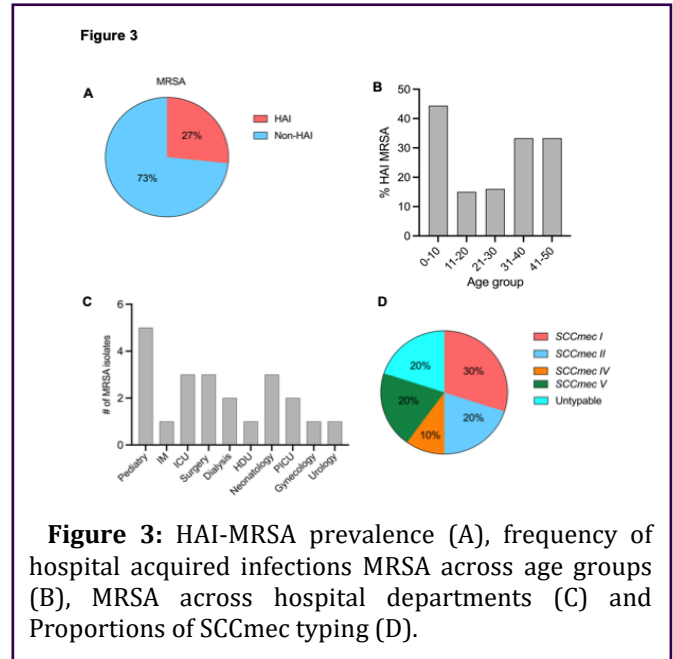 Figure 3
A
MRSA
27%
73%
HAI
Non-HAI
B
% HAI MRSA
50
40
30
20
10
0
0-10
11-20
21-30
31-40
41-50
Age group
C
# of MRSA isolates
6
4
2
0
Pediatry
IM
ICU
Surgery
Dialysis
HDU
Neonatology
PICU
Gynecology
Urology
D
20%
30%
20%
10%
20%
SCCmec I
SCCmec II
SCCmec IV
SCCmec V
Untypable
Figure 3: HAI-MRSA prevalence (A), frequency of
hospital acquired infections MRSA across age groups
(B), MRSA across hospital departments (C) and
Proportions of SCCmec typing (D).